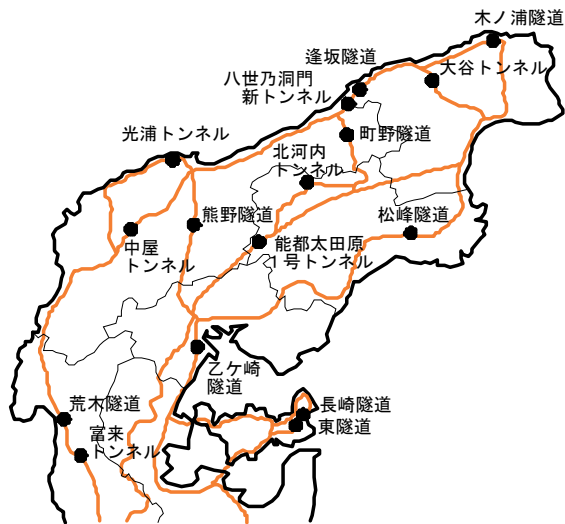 木ノ浦隧道
逢坂隧道
大谷トンネル
八世乃洞門
新トンネル
光浦トンネル
町野隧道
北河内
トンネル
熊野隧道
松峰隧道
中屋
トンネル
能都太田原
1号トンネル
乙ケ崎
隧道
荒木隧道
長崎隧道
東隧道
富来
トンネル